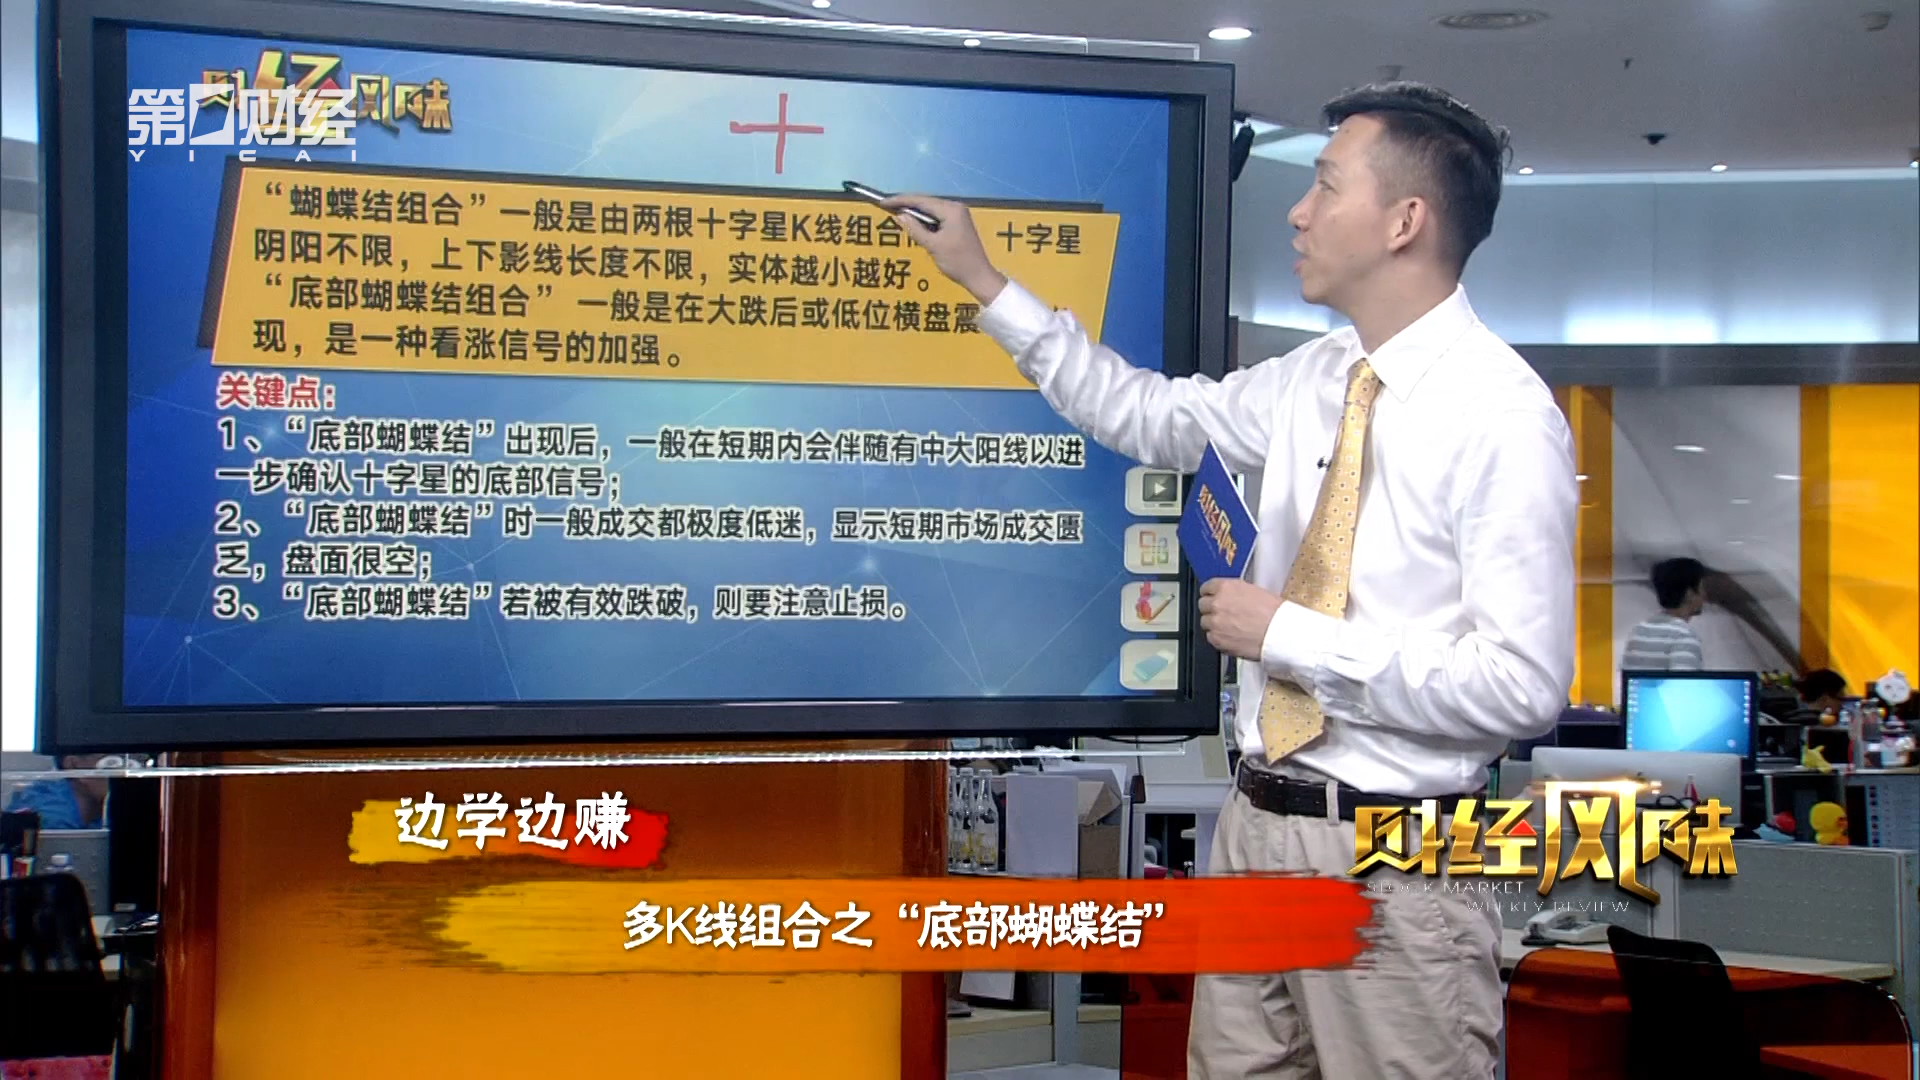 财经风味
第一财经
YICAI
“蝴蝶结组合”一般是由两根十字星K线组合 十字星
阴阳不限，上下影线长度不限，实体越小越好。
“底部蝴蝶结组合” 一般是在大跌后或低位横盘震
现，是一种看涨信号的加强。
关键点：
1、“底部蝴蝶结”出现后，一般在短期内会伴随有中大阳线以进
一步确认十字星的底部信号；
2、“底部蝴蝶结”时一般成交都极度低迷，显示短期市场成交匮
乏，盘面很空；
3、“底部蝴蝶结”若被有效跌破，则要注意止损。
财经风味
边学边赚
多K线组合之“底部蝴蝶结”
财经风味
STOCK MARKET
WEEKLY REVIEW